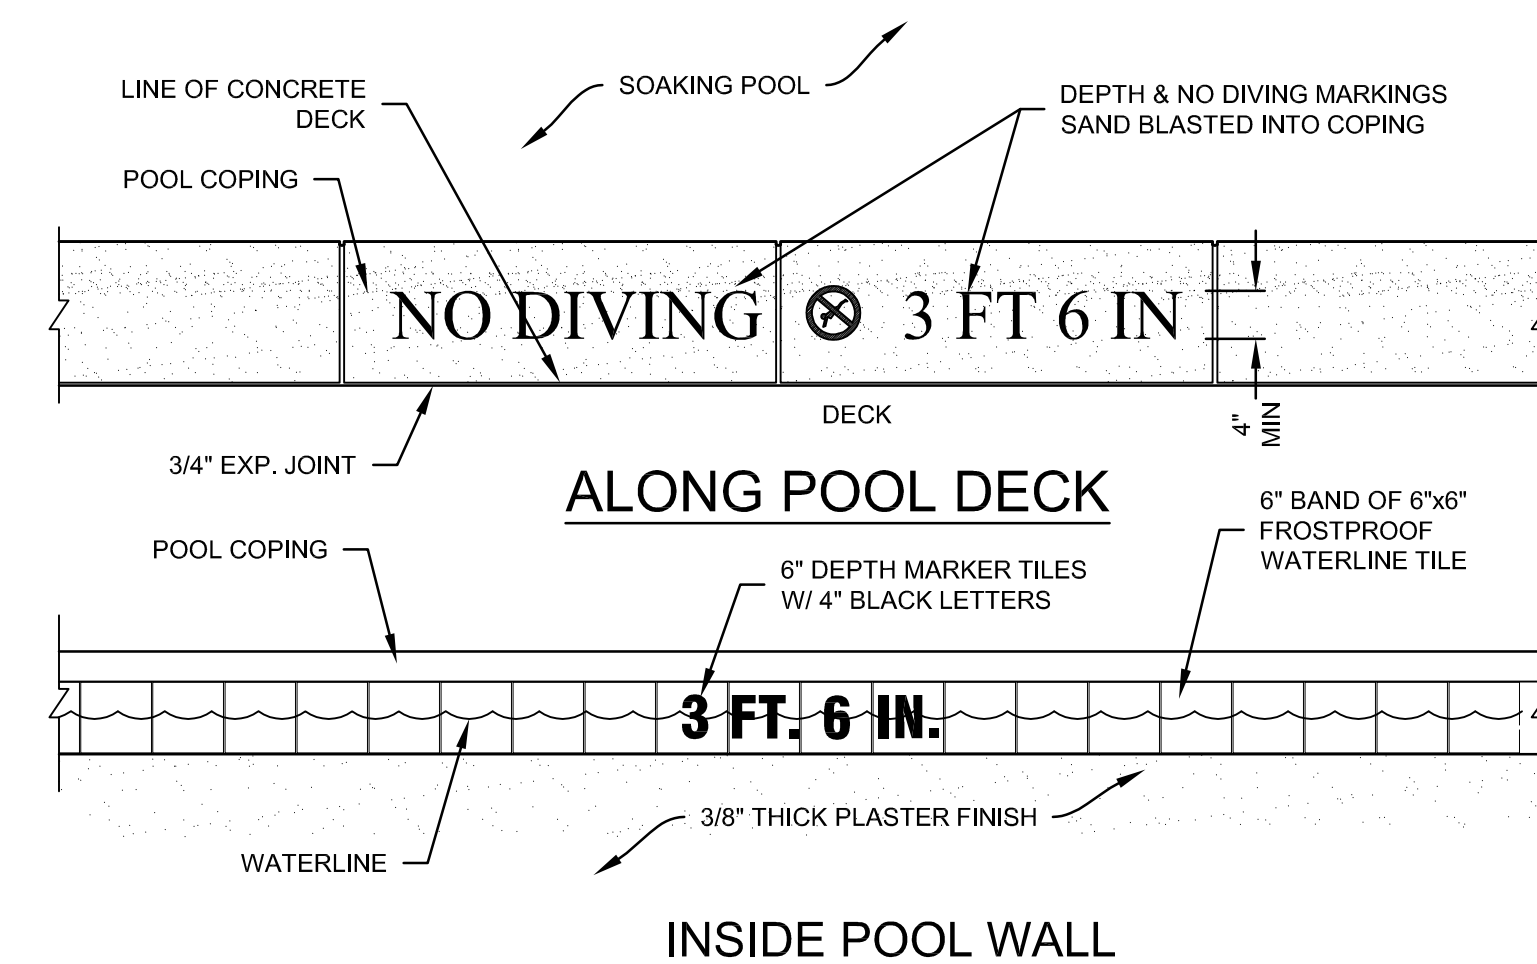 SOAKING POOL
LINE OF CONCRETE
DECK
DEPTH & NO DIVING MARKINGS
SAND BLASTED INTO COPING
POOL COPING
NO DIVING 3 FT 6 IN
4"
MIN
DECK
3/4" EXP. JOINT
ALONG POOL DECK
6" BAND OF 6"x6"
FROSTPROOF
WATERLINE TILE
POOL COPING
6" DEPTH MARKER TILES
W/ 4" BLACK LETTERS
3 FT. 6 IN.
3/8" THICK PLASTER FINISH
WATERLINE
INSIDE POOL WALL